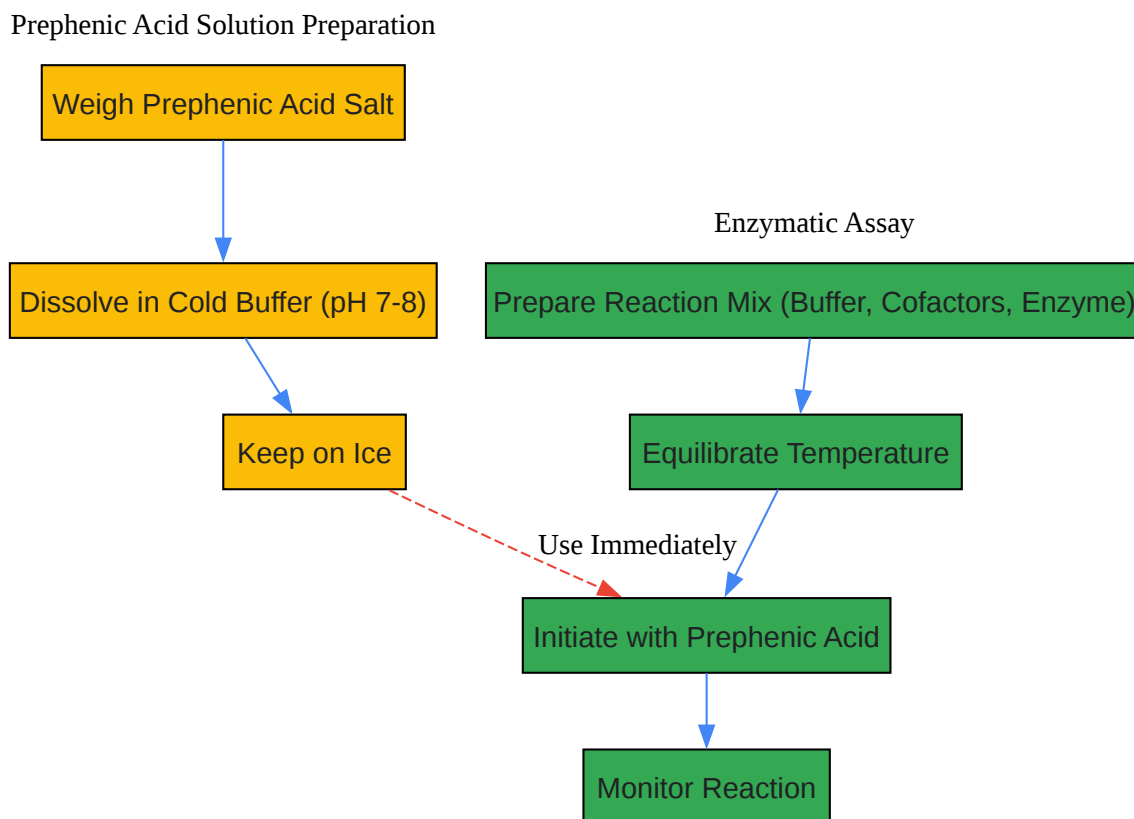 Prephenic Acid Solution Preparation
Weigh Prephenic Acid Salt
Dissolve in Cold Buffer (pH 7-8)
Keep on Ice
Enzymatic Assay
Prepare Reaction Mix (Buffer, Cofactors, Enzyme)
Equilibrate Temperature
Use Immediately
Initiate with Prephenic Acid
Monitor Reaction